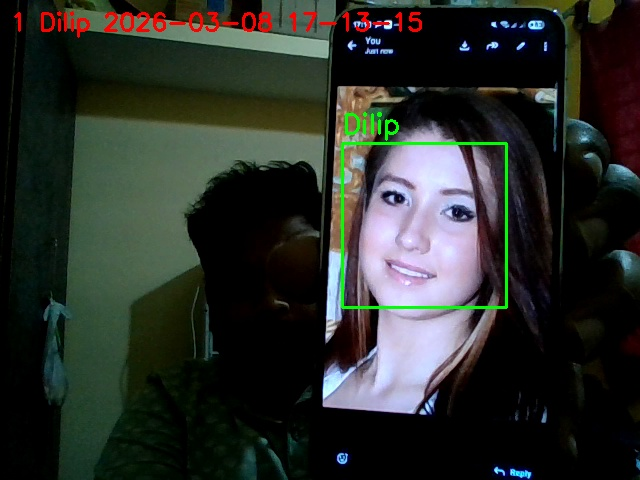 1 Dilip 2026-03-08 17-13--15
You
Just now
Dilip
Reply